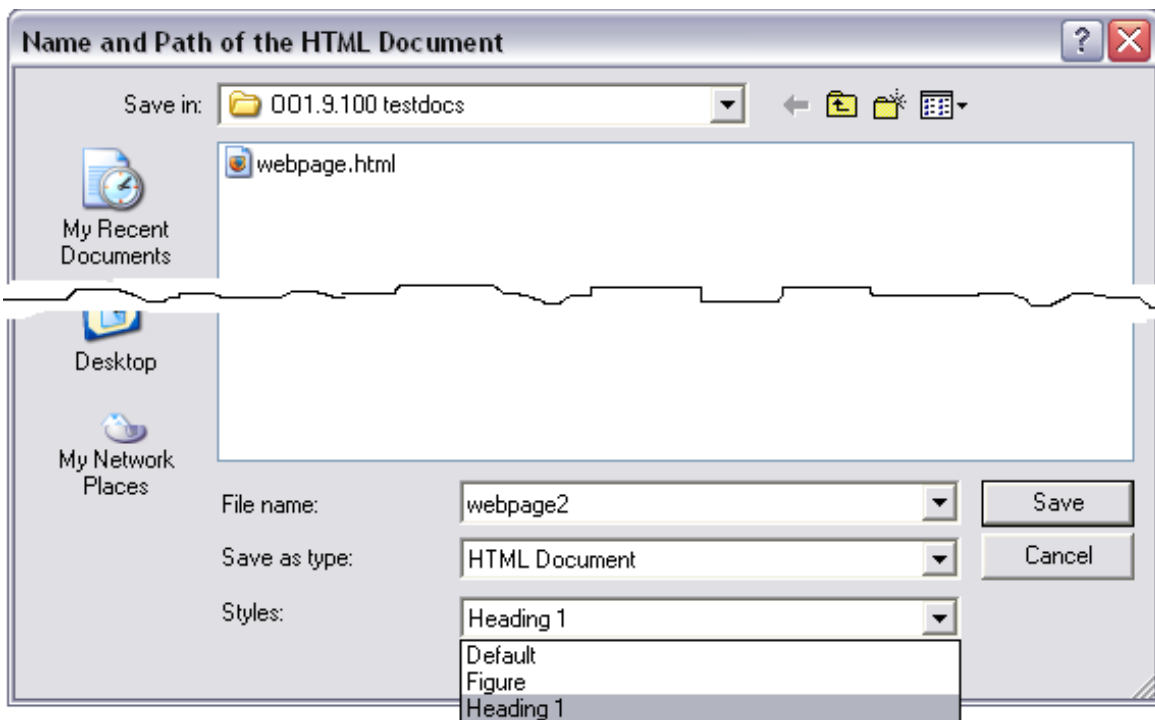 Name and Path of the HTML Document
?
Save in: OO1.9.100 testdocs
webpage.html
My Recent
Documents
Desktop
My Network
Places
File name: webpage2 Save
Save as type: HTML Document Cancel
Styles: Heading 1
Default
Figure
Heading 1